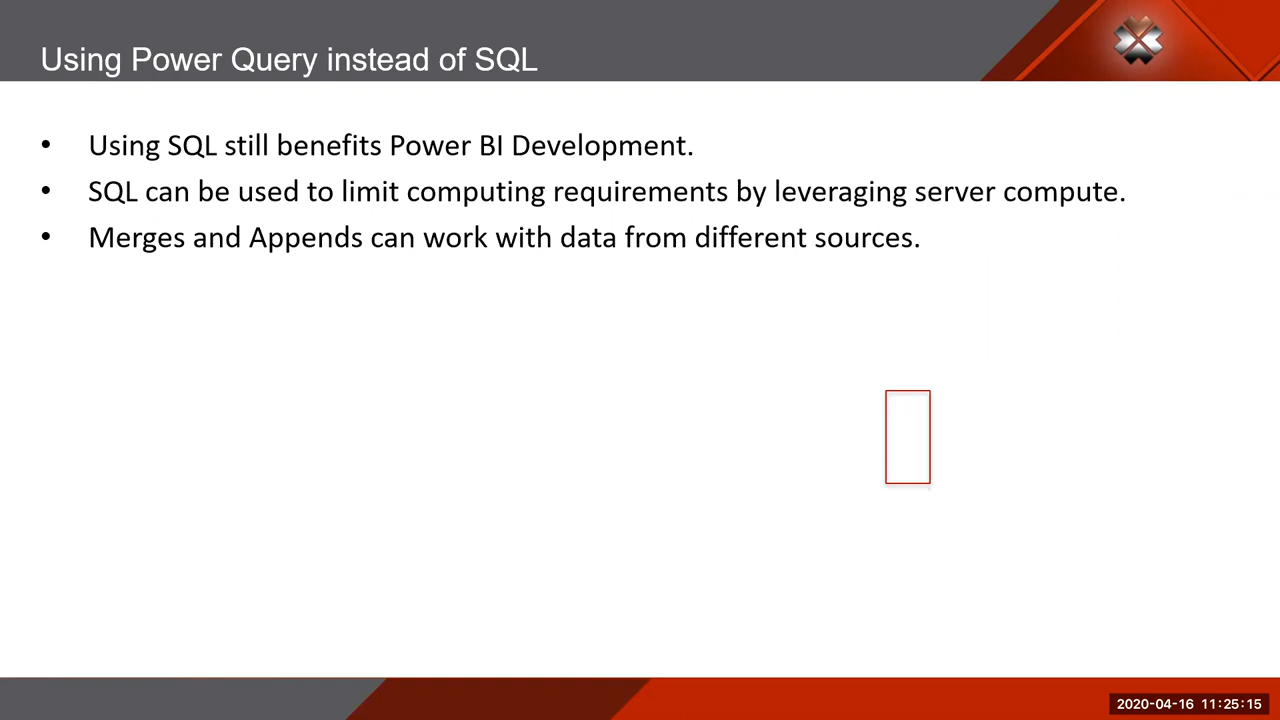 Using Power Query instead of SQL
• Using SQL still benefits Power BI Development.
• SQL can be used to limit computing requirements by leveraging server compute.
• Merges and Appends can work with data from different sources.
2020-04-16 11:25:15